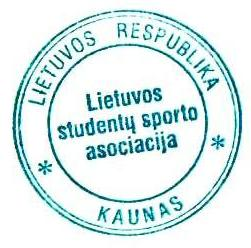 LIETUVOS RESPUBLIKA
Lietuvos
studentų sporto
asociacija
* KAUNAS *